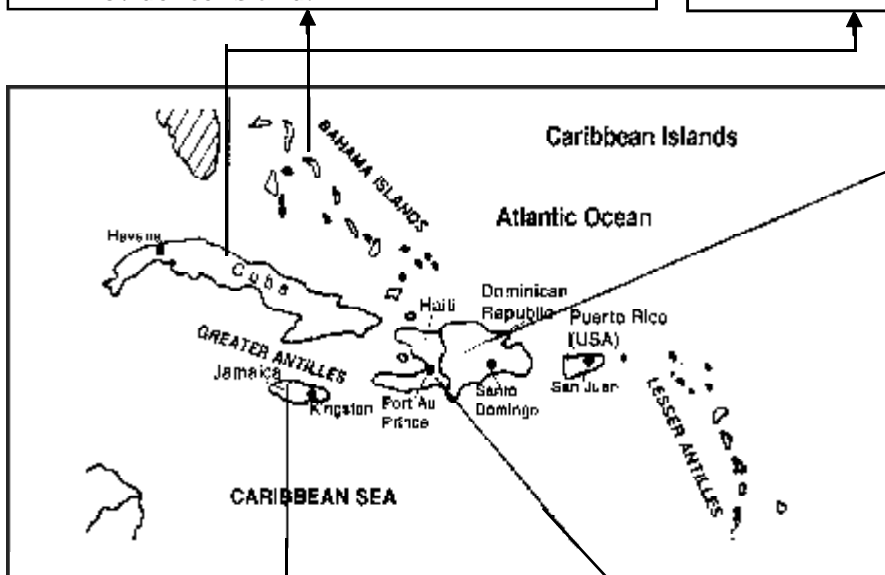 Caribbean Islands
BAHAMA ISLANDS
Atlantic Ocean
Havana
Cuba
Haiti
Dominican
Republic
Puerto Rico
(USA)
GREATER ANTILLES
Jamaica
Kingston
Port Au
Prince
Santo
Domingo
San Juan
LESSER ANTILLES
CARIBBEAN SEA